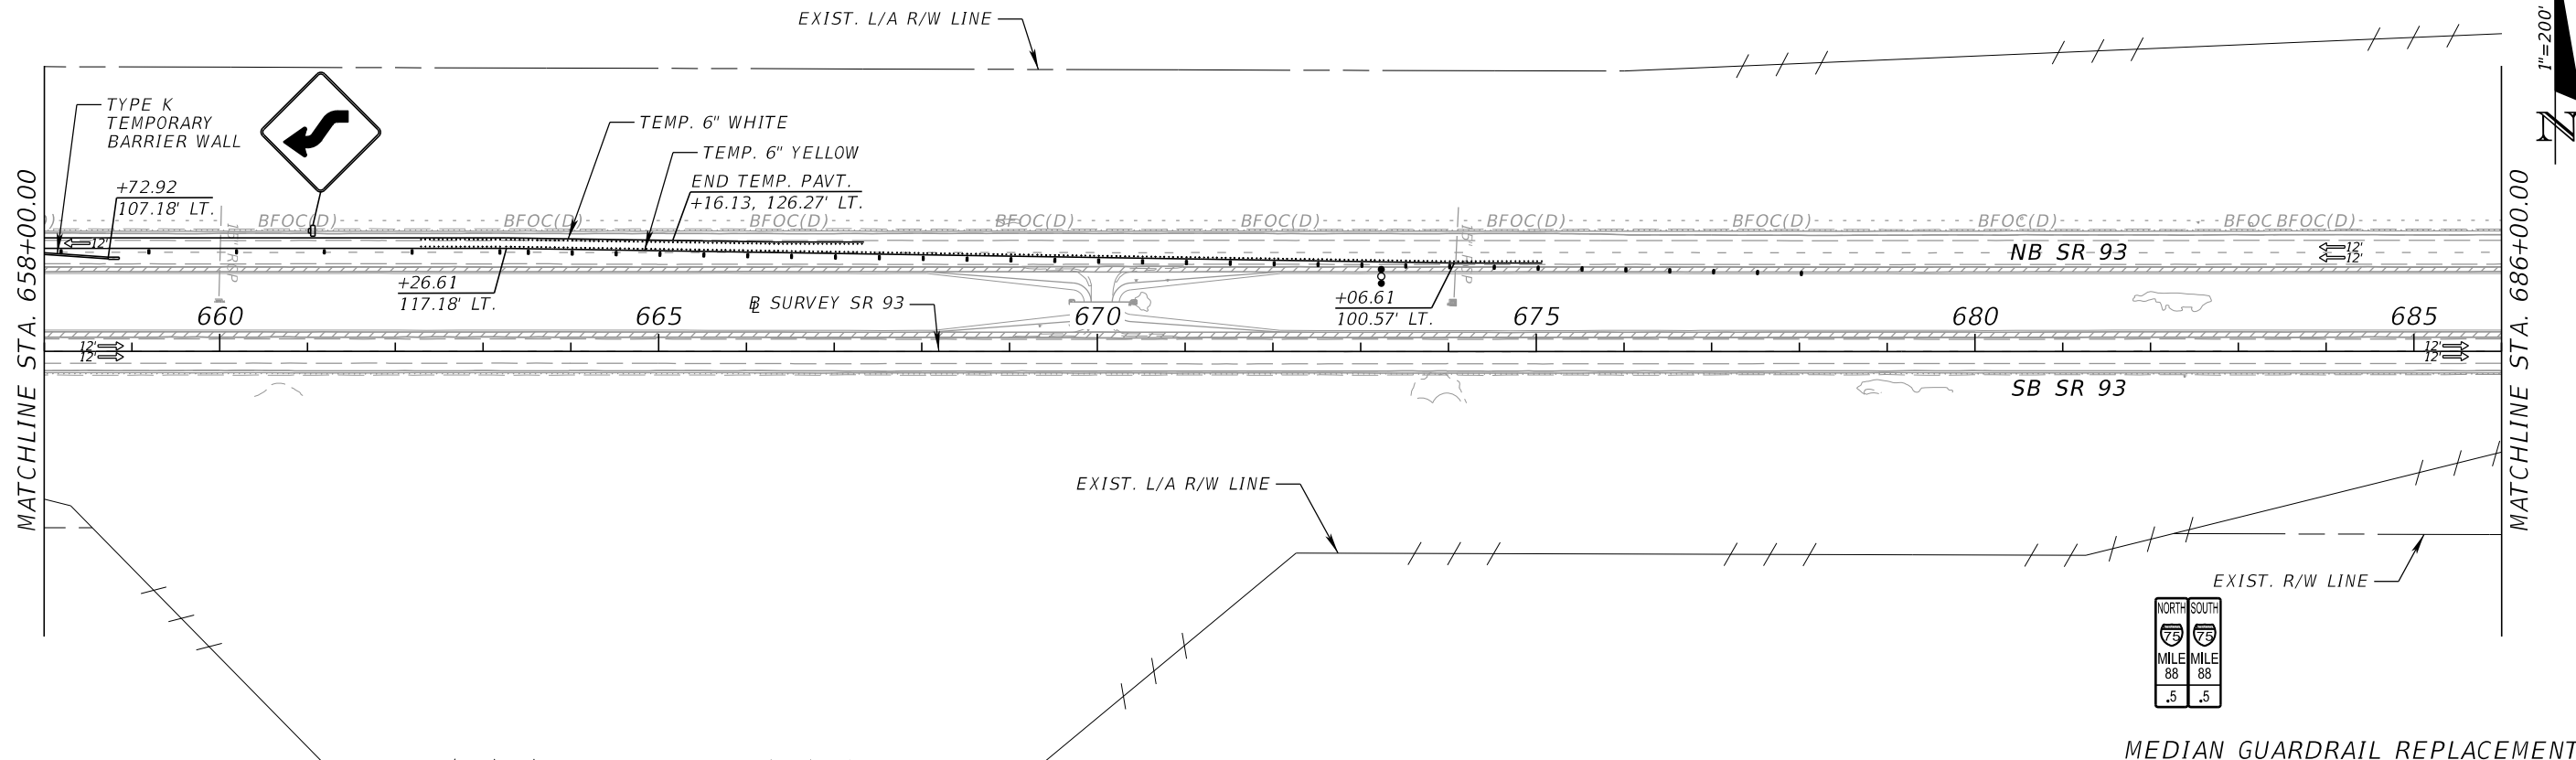 EXIST. L/A R/W LINE
1"=200'
N
TYPE K
TEMPORARY
BARRIER WALL
TEMP. 6" WHITE
TEMP. 6" YELLOW
END TEMP. PAVT.
+16.13, 126.27' LT.
+72.92
107.18' LT.
MATCHLINE STA. 658+00.00
MATCHLINE STA. 686+00.00
BFOC(D) BFOC(D) BFOC(D) BFOC(D) BFOC(D) BFOC(D) BFOC(D) BFOC(D) BFOC BFOC(D)
12'
NB SR 93
12'
12'
+26.61
117.18' LT.
℄ SURVEY SR 93
+06.61
100.57' LT.
660 665 670 675 680 685
12'
12'
12'
12'
SB SR 93
EXIST. L/A R/W LINE
EXIST. R/W LINE
NORTH SOUTH
75 75
MILE MILE
88 88
.5 .5
MEDIAN GUARDRAIL REPLACEMENT